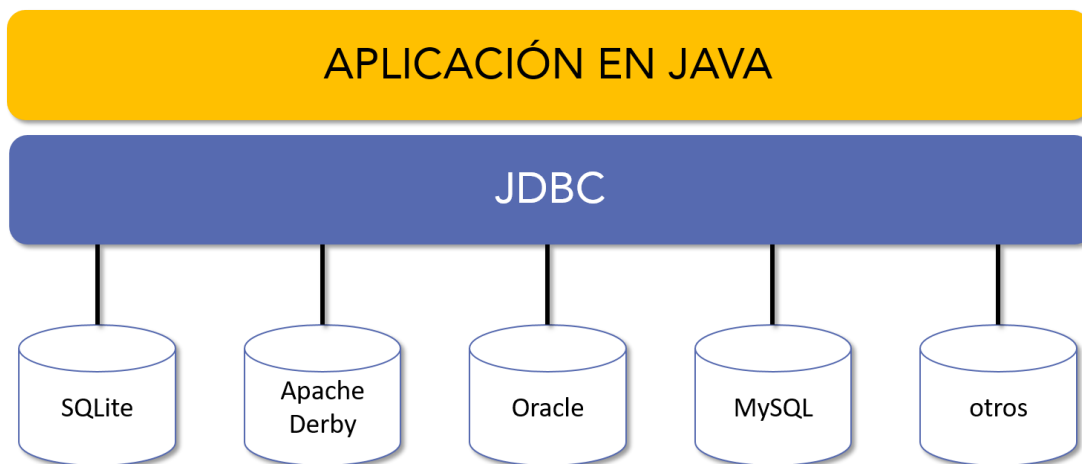 APLICACIÓN EN JAVA
JDBC
SQLite
Apache
Derby
Oracle
MySQL
otros